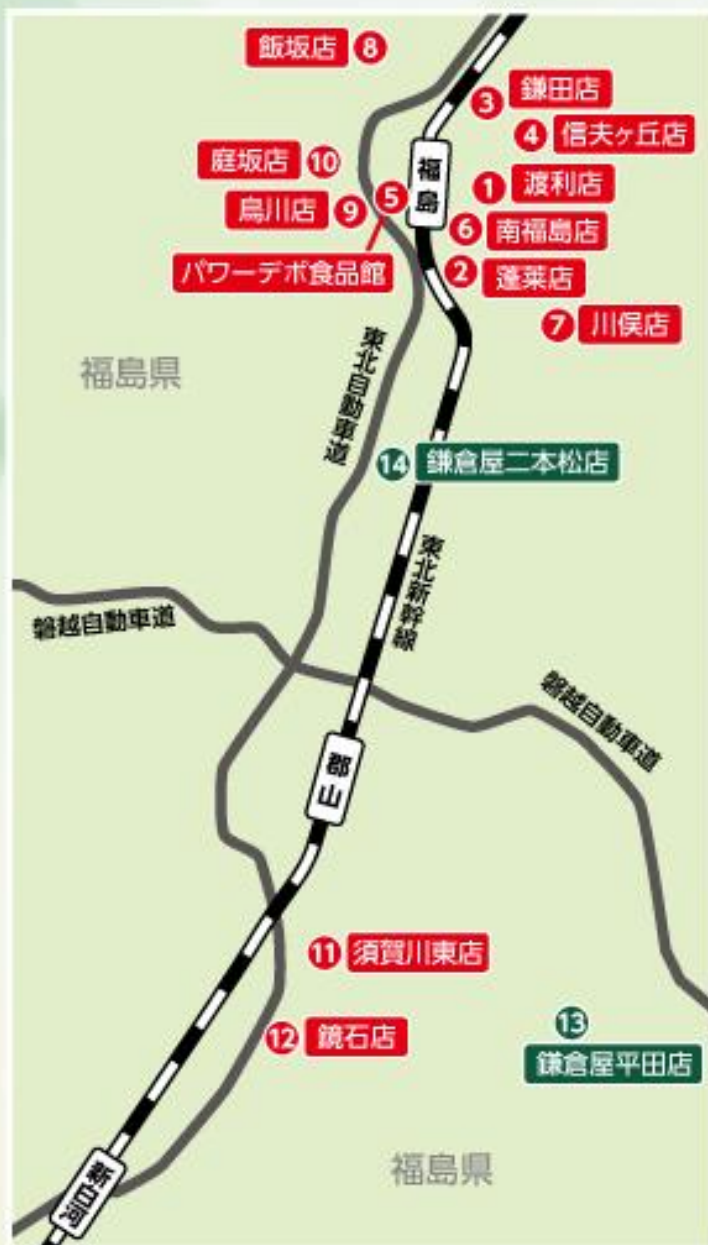 飯坂店 8
3 鎌田店
4 信夫ヶ丘店
庭坂店 10
福島
1 渡利店
5
鳥川店 9
6 南福島店
パワーデポ食品館
2 蓬莱店
7 川俣店
福島県
東北自動車道
14 鎌倉屋二本松店
東北新幹線
磐越自動車道
磐越自動車道
郡山
11 須賀川東店
12 鏡石店
13
鎌倉屋平田店
福島県
新白河